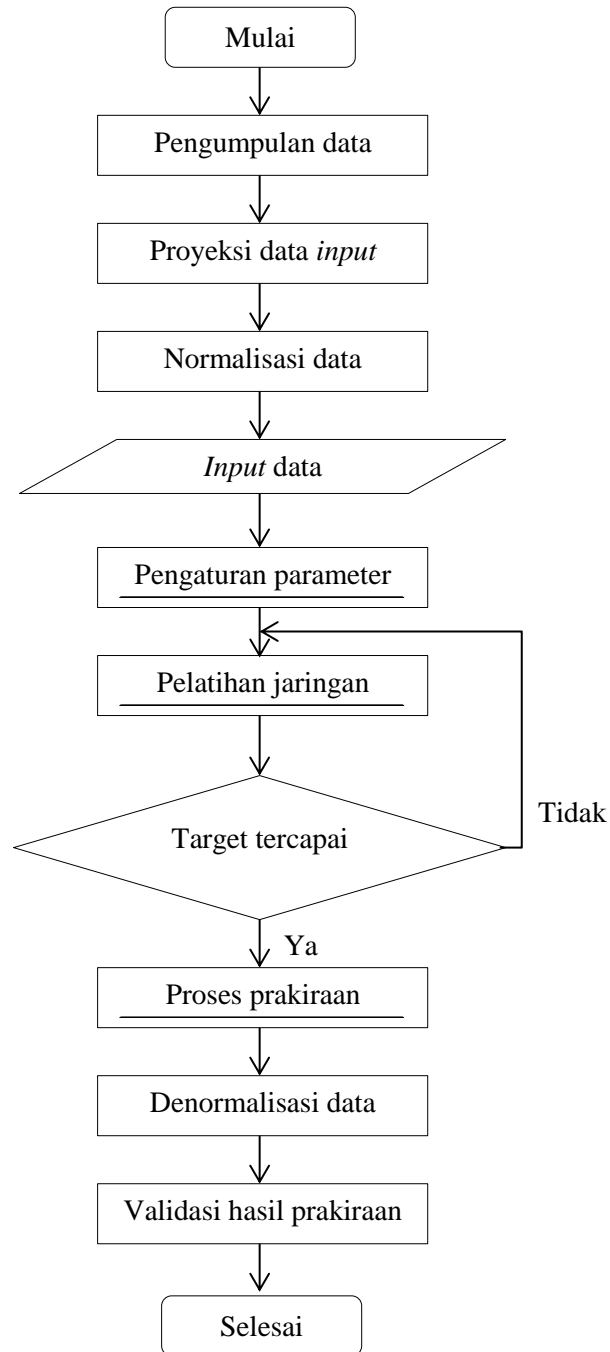 Mulai
Pengumpulan data
Proyeksi data input
Normalisasi data
Input data
Pengaturan parameter
Pelatihan jaringan
Target tercapai
Tidak
Ya
Proses prakiraan
Denormalisasi data
Validasi hasil prakiraan
Selesai